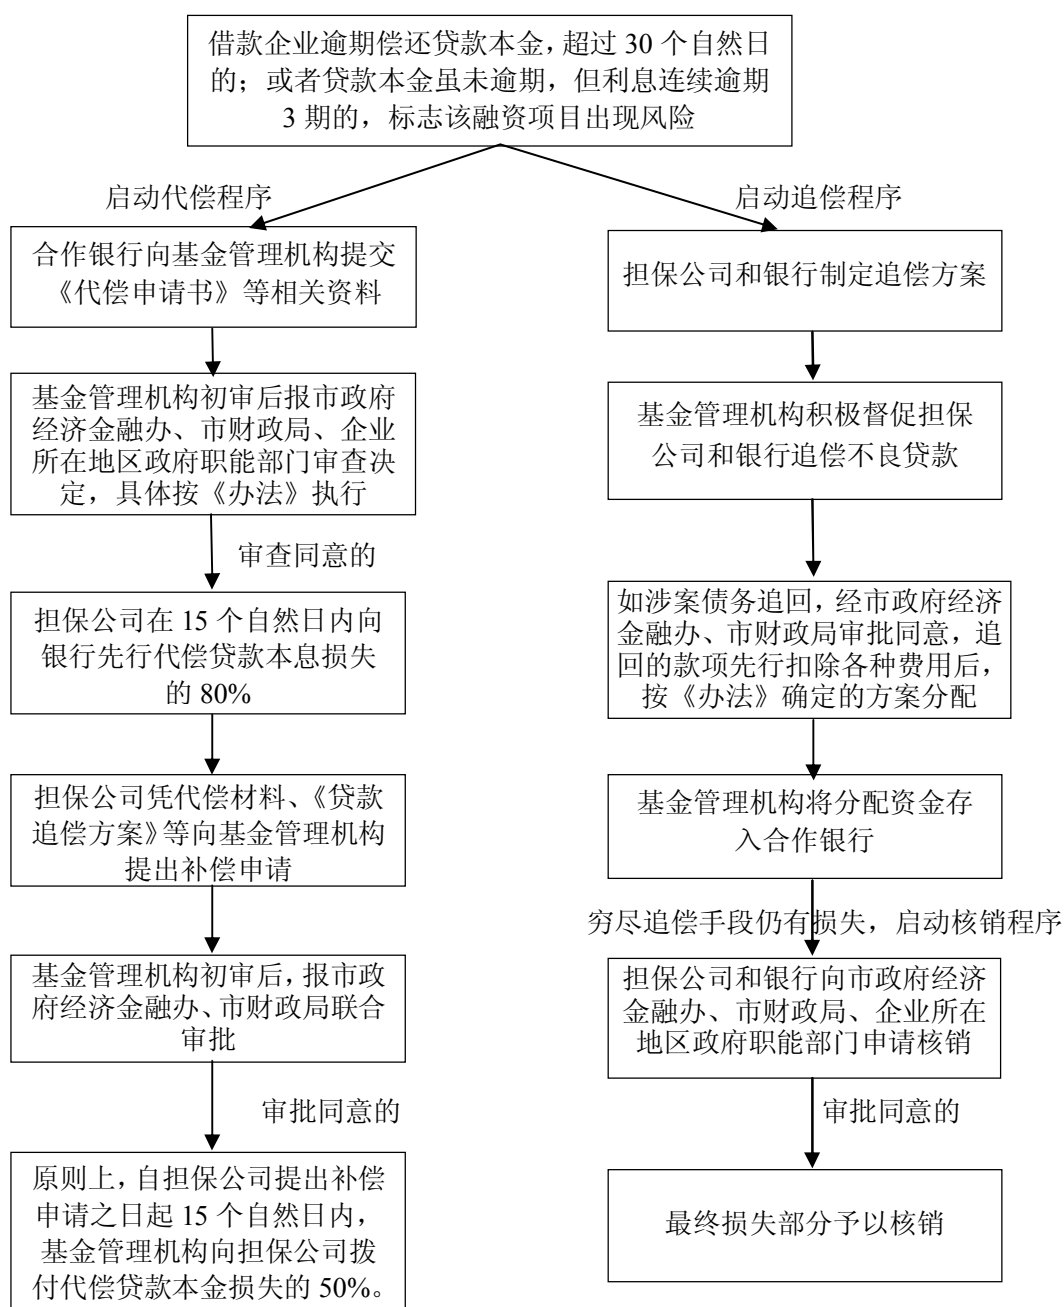 借款企业逾期偿还贷款本金，超过 30 个自然日
的；或者贷款本金虽未逾期，但利息连续逾期
3 期的，标志该融资项目出现风险
启动代偿程序
合作银行向基金管理机构提交
《代偿申请书》等相关资料
基金管理机构初审后报市政府
经济金融办、市财政局、企业
所在地区政府职能部门审查决
定，具体按《办法》执行
审查同意的
担保公司在 15 个自然日内向
银行先行代偿贷款本息损失
的 80%
担保公司凭代偿材料、《贷款
追偿方案》等向基金管理机构
提出补偿申请
基金管理机构初审后，报市政
府经济金融办、市财政局联合
审批
审批同意的
原则上，自担保公司提出补偿
申请之日起 15 个自然日内，
基金管理机构向担保公司拨
付代偿贷款本金损失的 50%。
启动追偿程序
担保公司和银行制定追偿方案
基金管理机构积极督促担保
公司和银行追偿不良贷款
如涉案债务追回，经市政府经济
金融办、市财政局审批同意，追
回的款项先行扣除各种费用后，
按《办法》确定的方案分配
基金管理机构将分配资金存
入合作银行
穷尽追偿手段仍有损失，启动核销程序
担保公司和银行向市政府经济
金融办、市财政局、企业所在
地区政府职能部门申请核销
审批同意的
最终损失部分予以核销